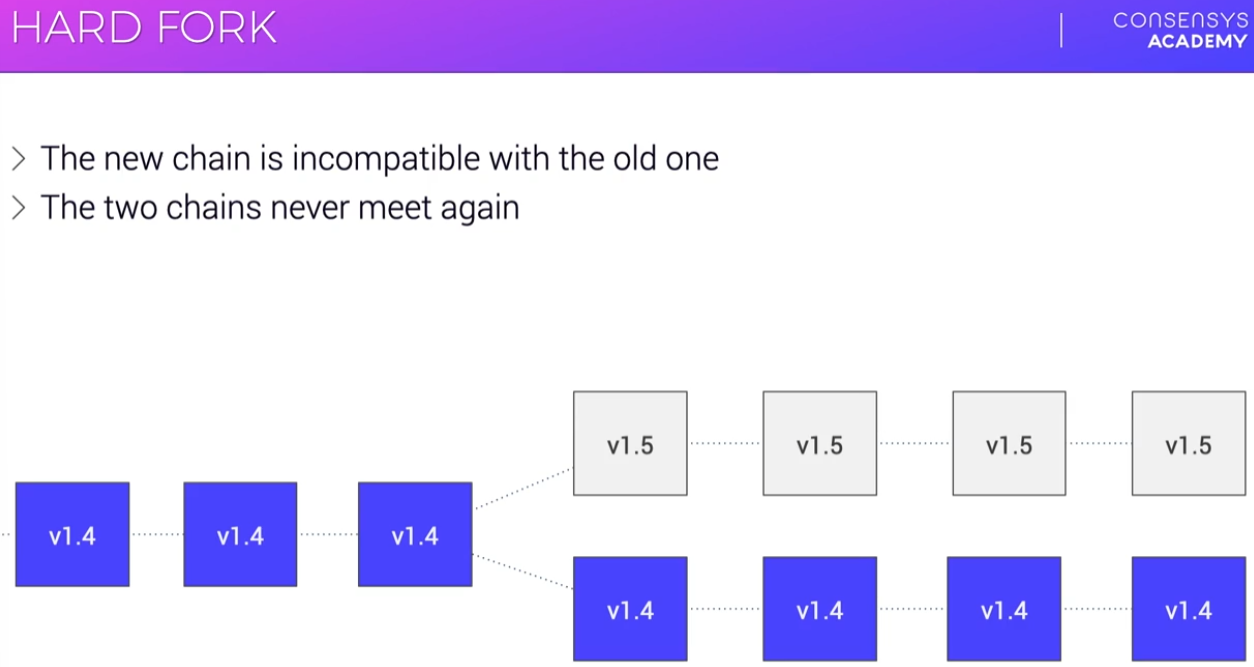 HARD FORK
CONSENSYS
ACADEMY
The new chain is incompatible with the old one
The two chains never meet again
v1.5 v1.5 v1.5 v1.5
v1.4 v1.4 v1.4
v1.4 v1.4 v1.4 v1.4